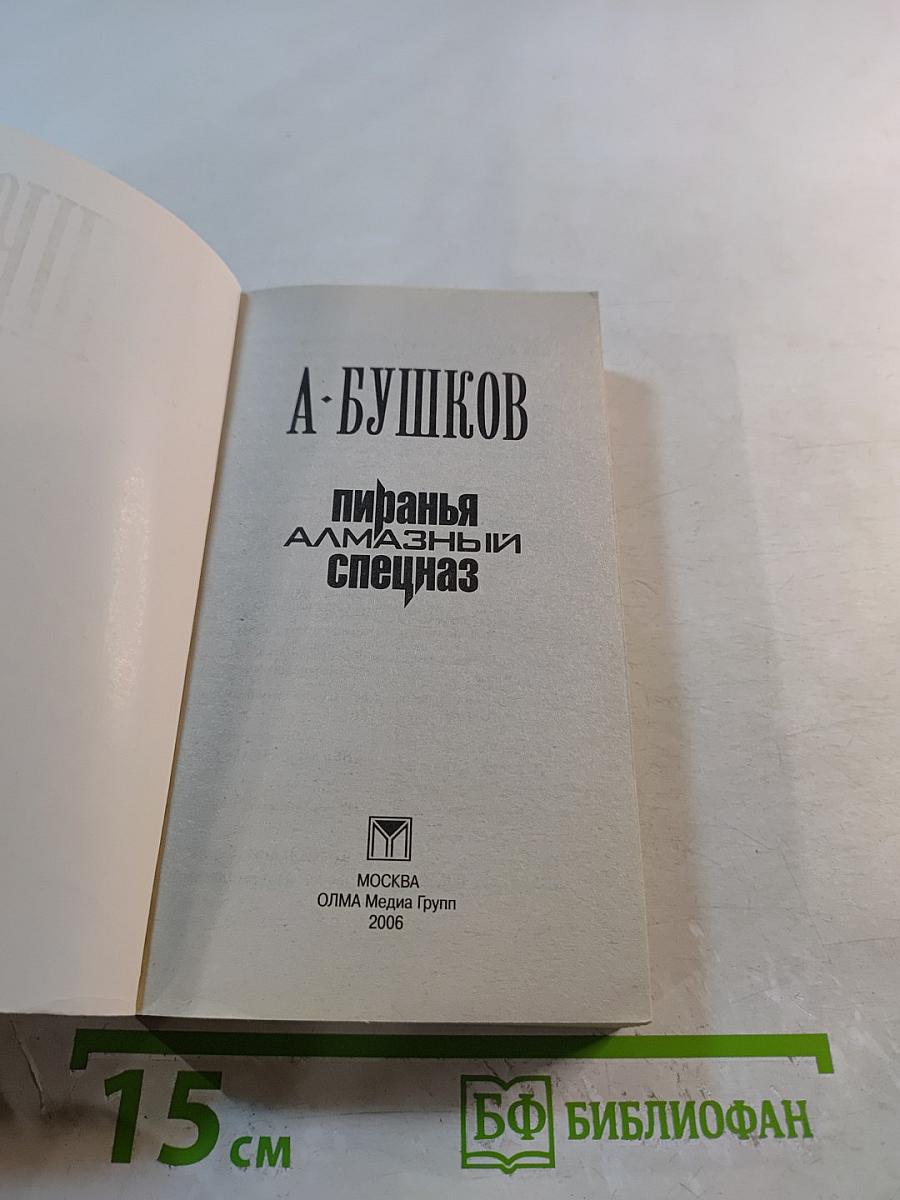 А·БУШКОВ
пиранья
АЛМАЗНЫЙ
спецназ
МОСКВА
ОЛМА Медиа Групп
2006
15 см
БФ БИБЛИОФАН